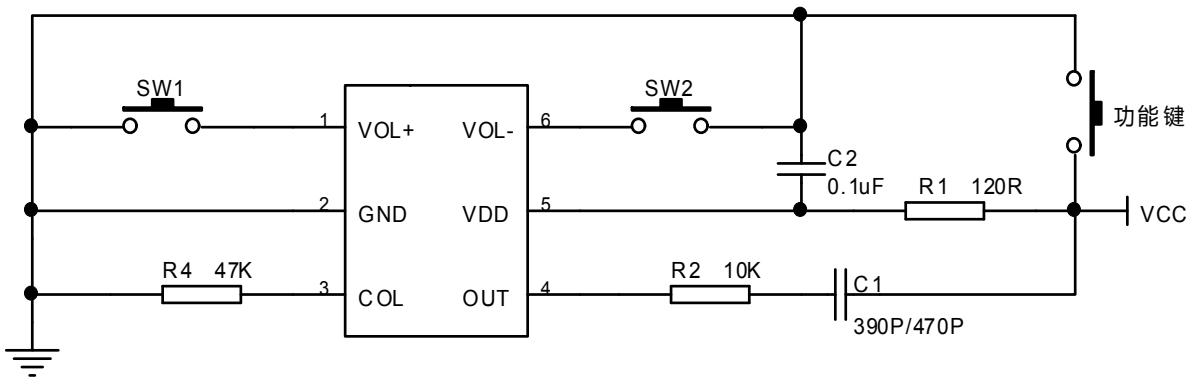 SW1
SW2
1
VOL+
VOL-
6
功能键
C2
0.1uF
R1 120R
2
GND
VDD
5
VCC
R4 47K
3
COL
OUT
4
R2 10K
C1
390P/470P